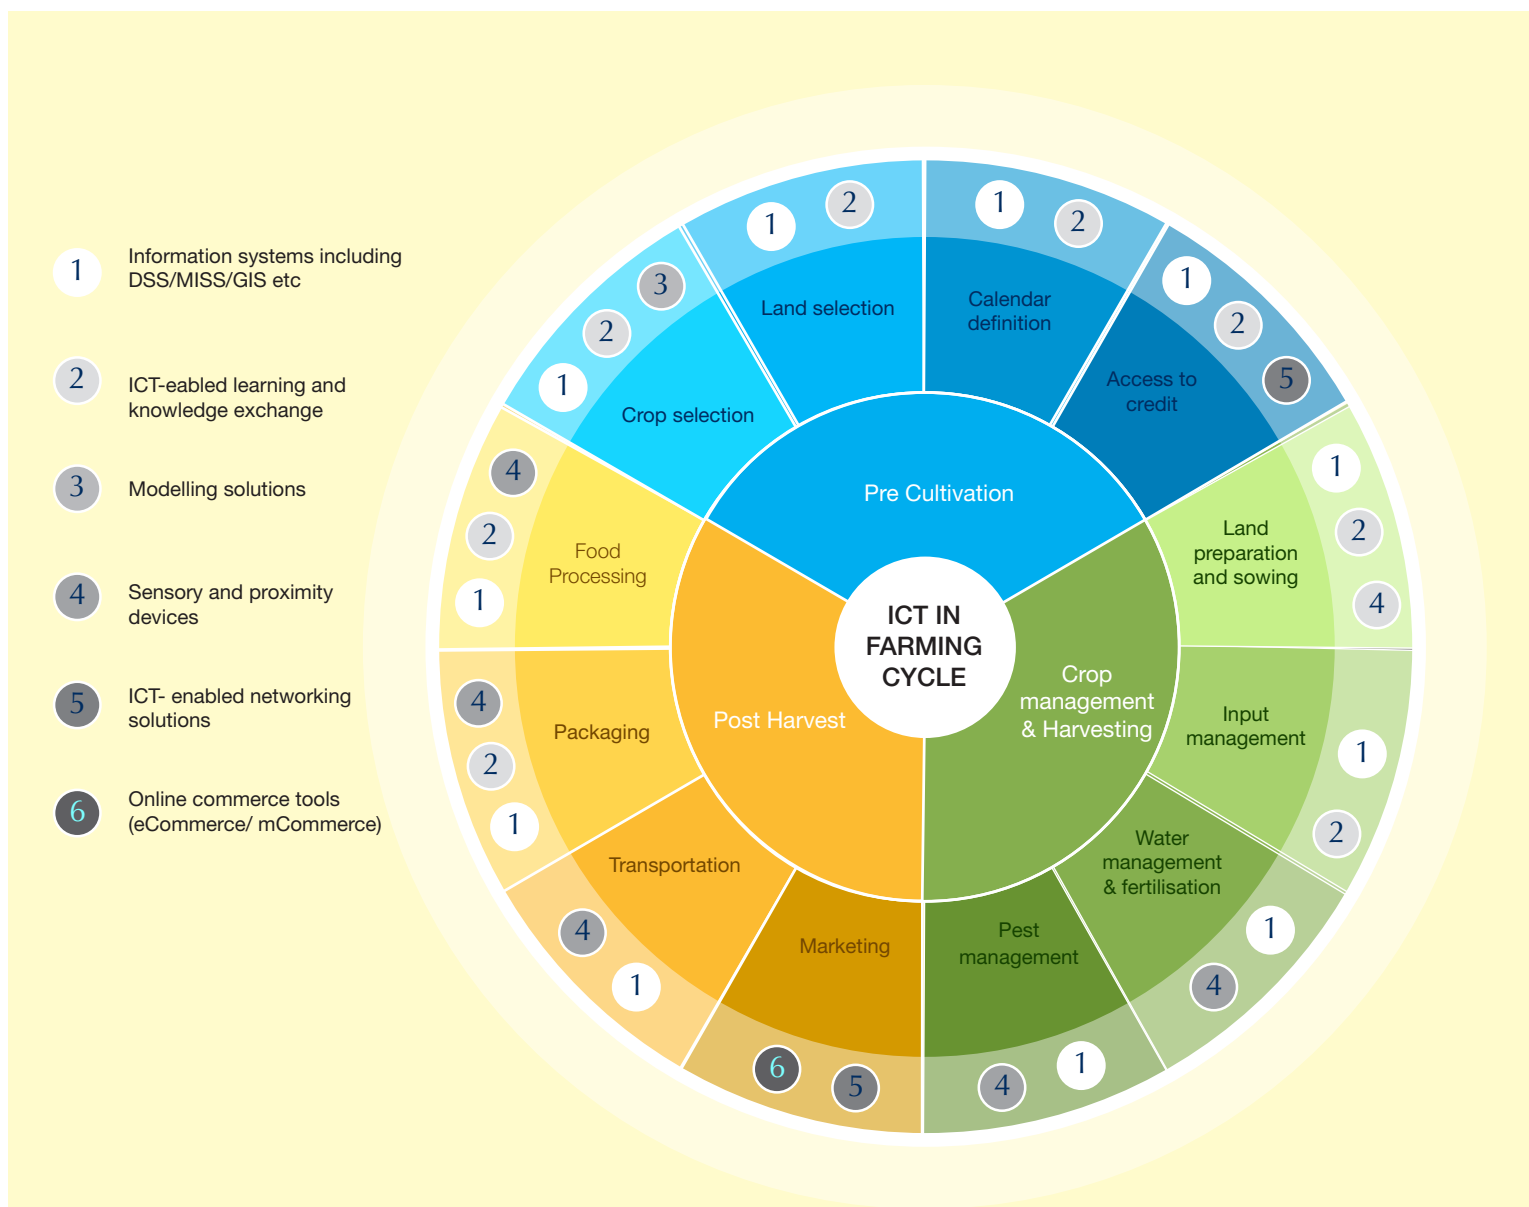 1
Information systems including
DSS/MISS/GIS etc
2
ICT-eabled learning and
knowledge exchange
3
Modelling solutions
4
Sensory and proximity
devices
5
ICT- enabled networking
solutions
6
Online commerce tools
(eCommerce/ mCommerce)
ICT IN
FARMING
CYCLE
Pre Cultivation
Crop selection
1
2
3
Land selection
1
2
Calendar
definition
1
2
Access to
credit
1
2
5
Crop
management
& Harvesting
Land
preparation
and sowing
1
2
4
Input
management
1
2
Water
management
& fertilisation
1
4
Pest
management
1
4
Post Harvest
Marketing
5
6
Transportation
1
4
Packaging
1
2
4
Food
Processing
1
2
4